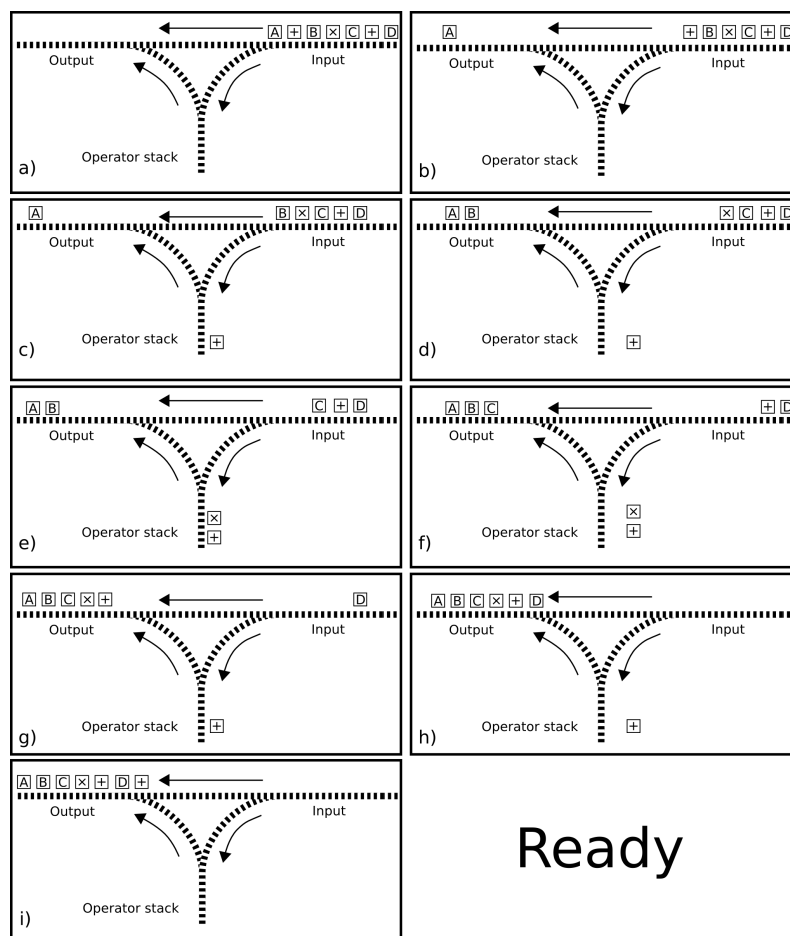 A + B × C + D
Output Input
Operator stack
a)
A + B × C + D
Output Input
Operator stack
b)
A B × C + D
Output Input
Operator stack +
c)
A B × C + D
Output Input
Operator stack +
d)
A B C + D
Output Input
×
Operator stack +
e)
A B C + D
Output Input
×
Operator stack +
f)
A B C × + D
Output Input
Operator stack +
g)
A B C × + D
Output Input
Operator stack +
h)
A B C × + D +
Output Input
Operator stack
i)
Ready